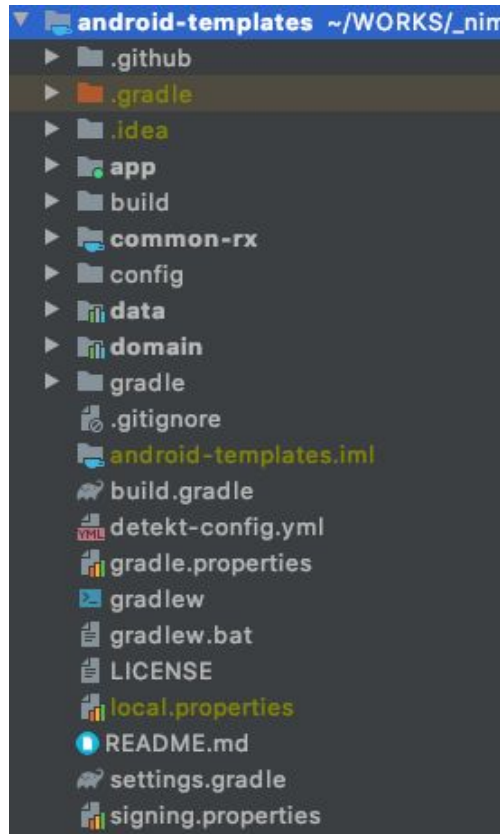 android-templates ~/WORKS/_nim
.github
.gradle
.idea
app
build
common-rx
config
data
domain
gradle
.gitignore
android-templates.iml
build.gradle
detekt-config.yml
gradle.properties
gradlew
gradlew.bat
LICENSE
local.properties
README.md
settings.gradle
signing.properties